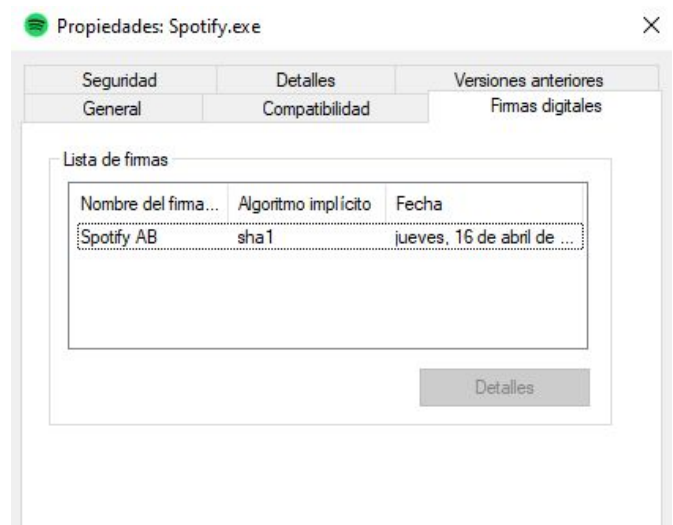 Propiedades: Spotify.exe
Seguridad Detalles Versiones anteriores
General Compatibilidad Firmas digitales
Lista de firmas
Nombre del firma... Algoritmo implícito Fecha
Spotify AB sha1 jueves, 16 de abril de ...
Detalles